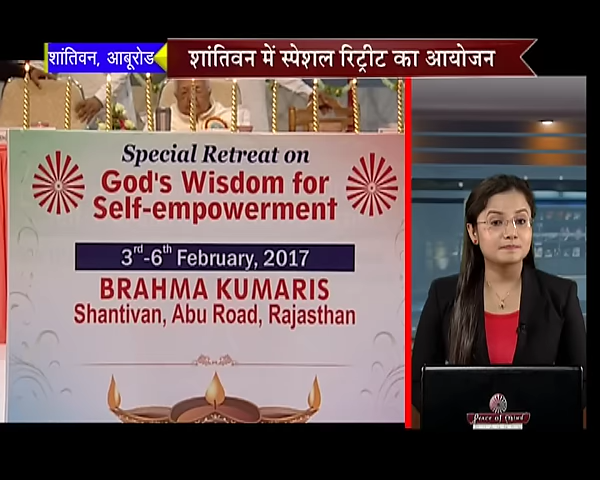 शांतिवन, आबूरोड
शांतिवन में स्पेशल रिट्रीट का आयोजन
Special Retreat on
God's Wisdom for
Self-empowerment
3rd-6th February, 2017
BRAHMA KUMARIS
Shantivan, Abu Road, Rajasthan
Peace of Mind